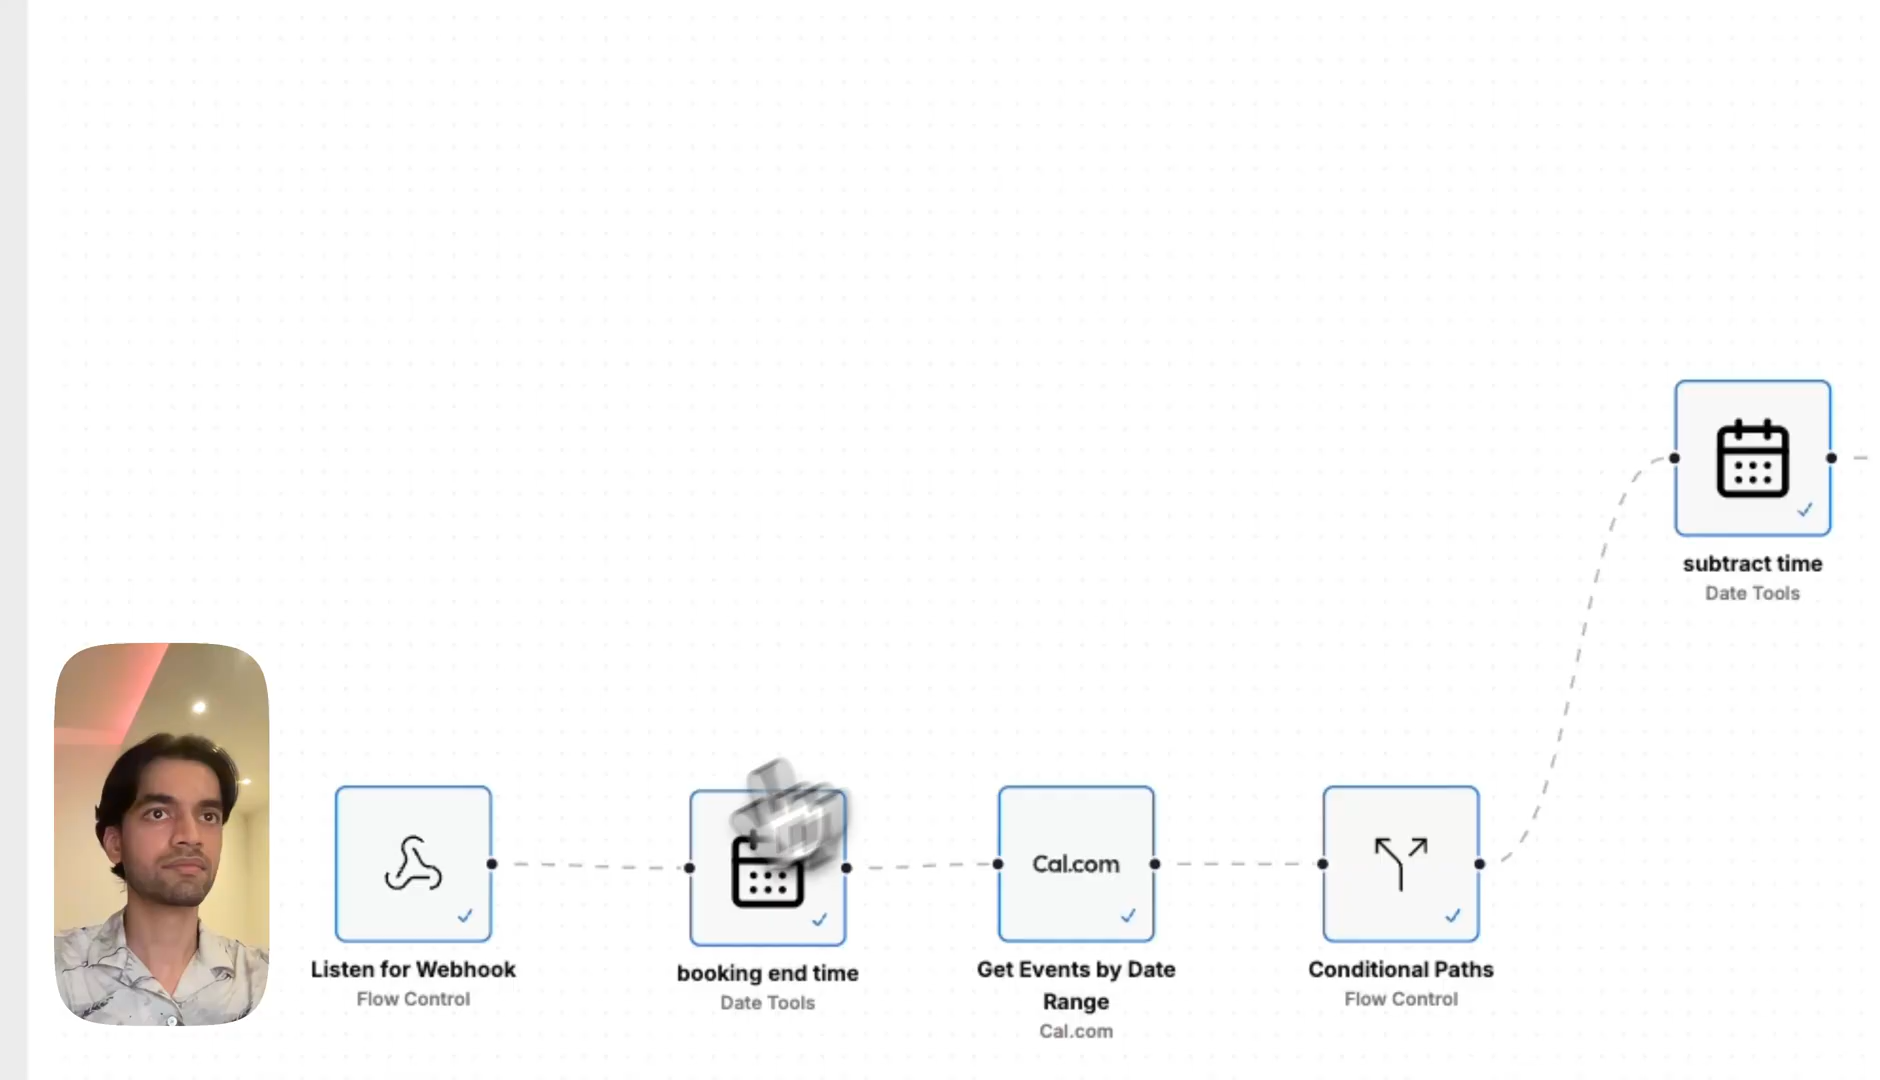 subtract time
Date Tools
Cal.com
Listen for Webhook
Flow Control
booking end time
Date Tools
Get Events by Date
Range
Cal.com
Conditional Paths
Flow Control